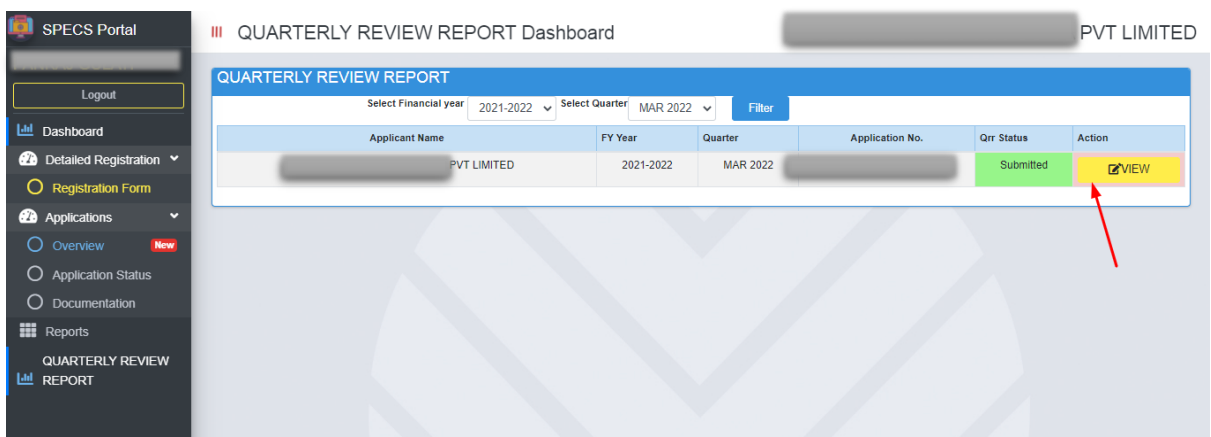 SPECS Portal
QUARTERLY REVIEW REPORT Dashboard
PVT LIMITED
Logout
Dashboard
Detailed Registration
Registration Form
Applications
Overview New
Application Status
Documentation
Reports
QUARTERLY REVIEW
REPORT
QUARTERLY REVIEW REPORT
Select Financial year 2021-2022 Select Quarter MAR 2022 Filter
Applicant Name FY Year Quarter Application No. Qrr Status Action
PVT LIMITED 2021-2022 MAR 2022 Submitted VIEW